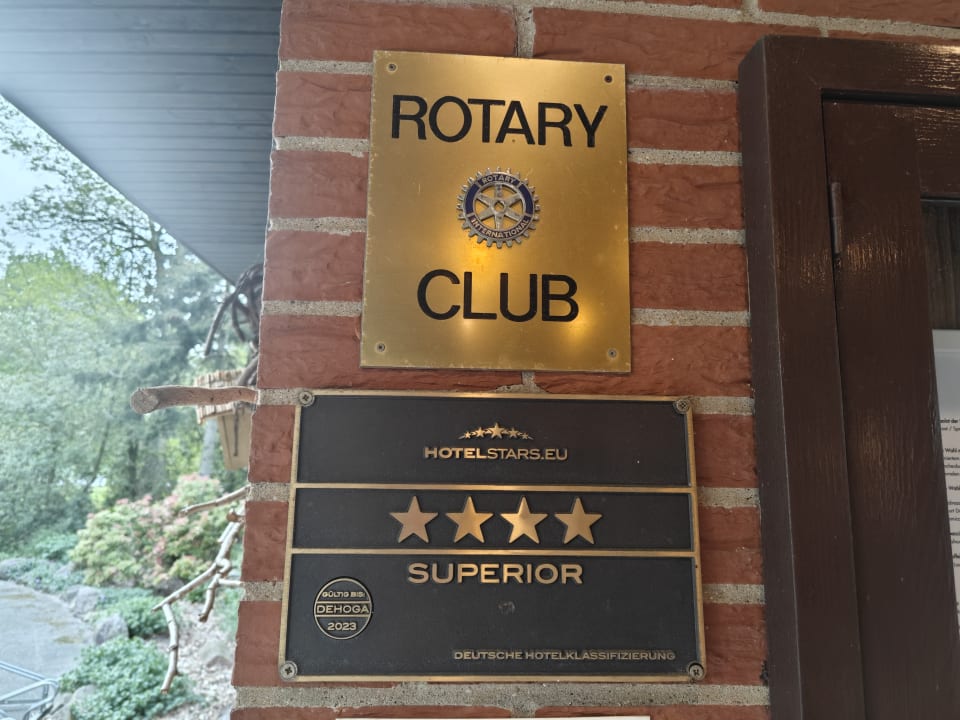 ROTARY
ROTARY
INTERNATIONAL
CLUB
HOTELSTARS.EU
SUPERIOR
GÜLTIG BIS:
DEHOGA
2023
DEUTSCHE HOTELKLASSIFIZIERUNG